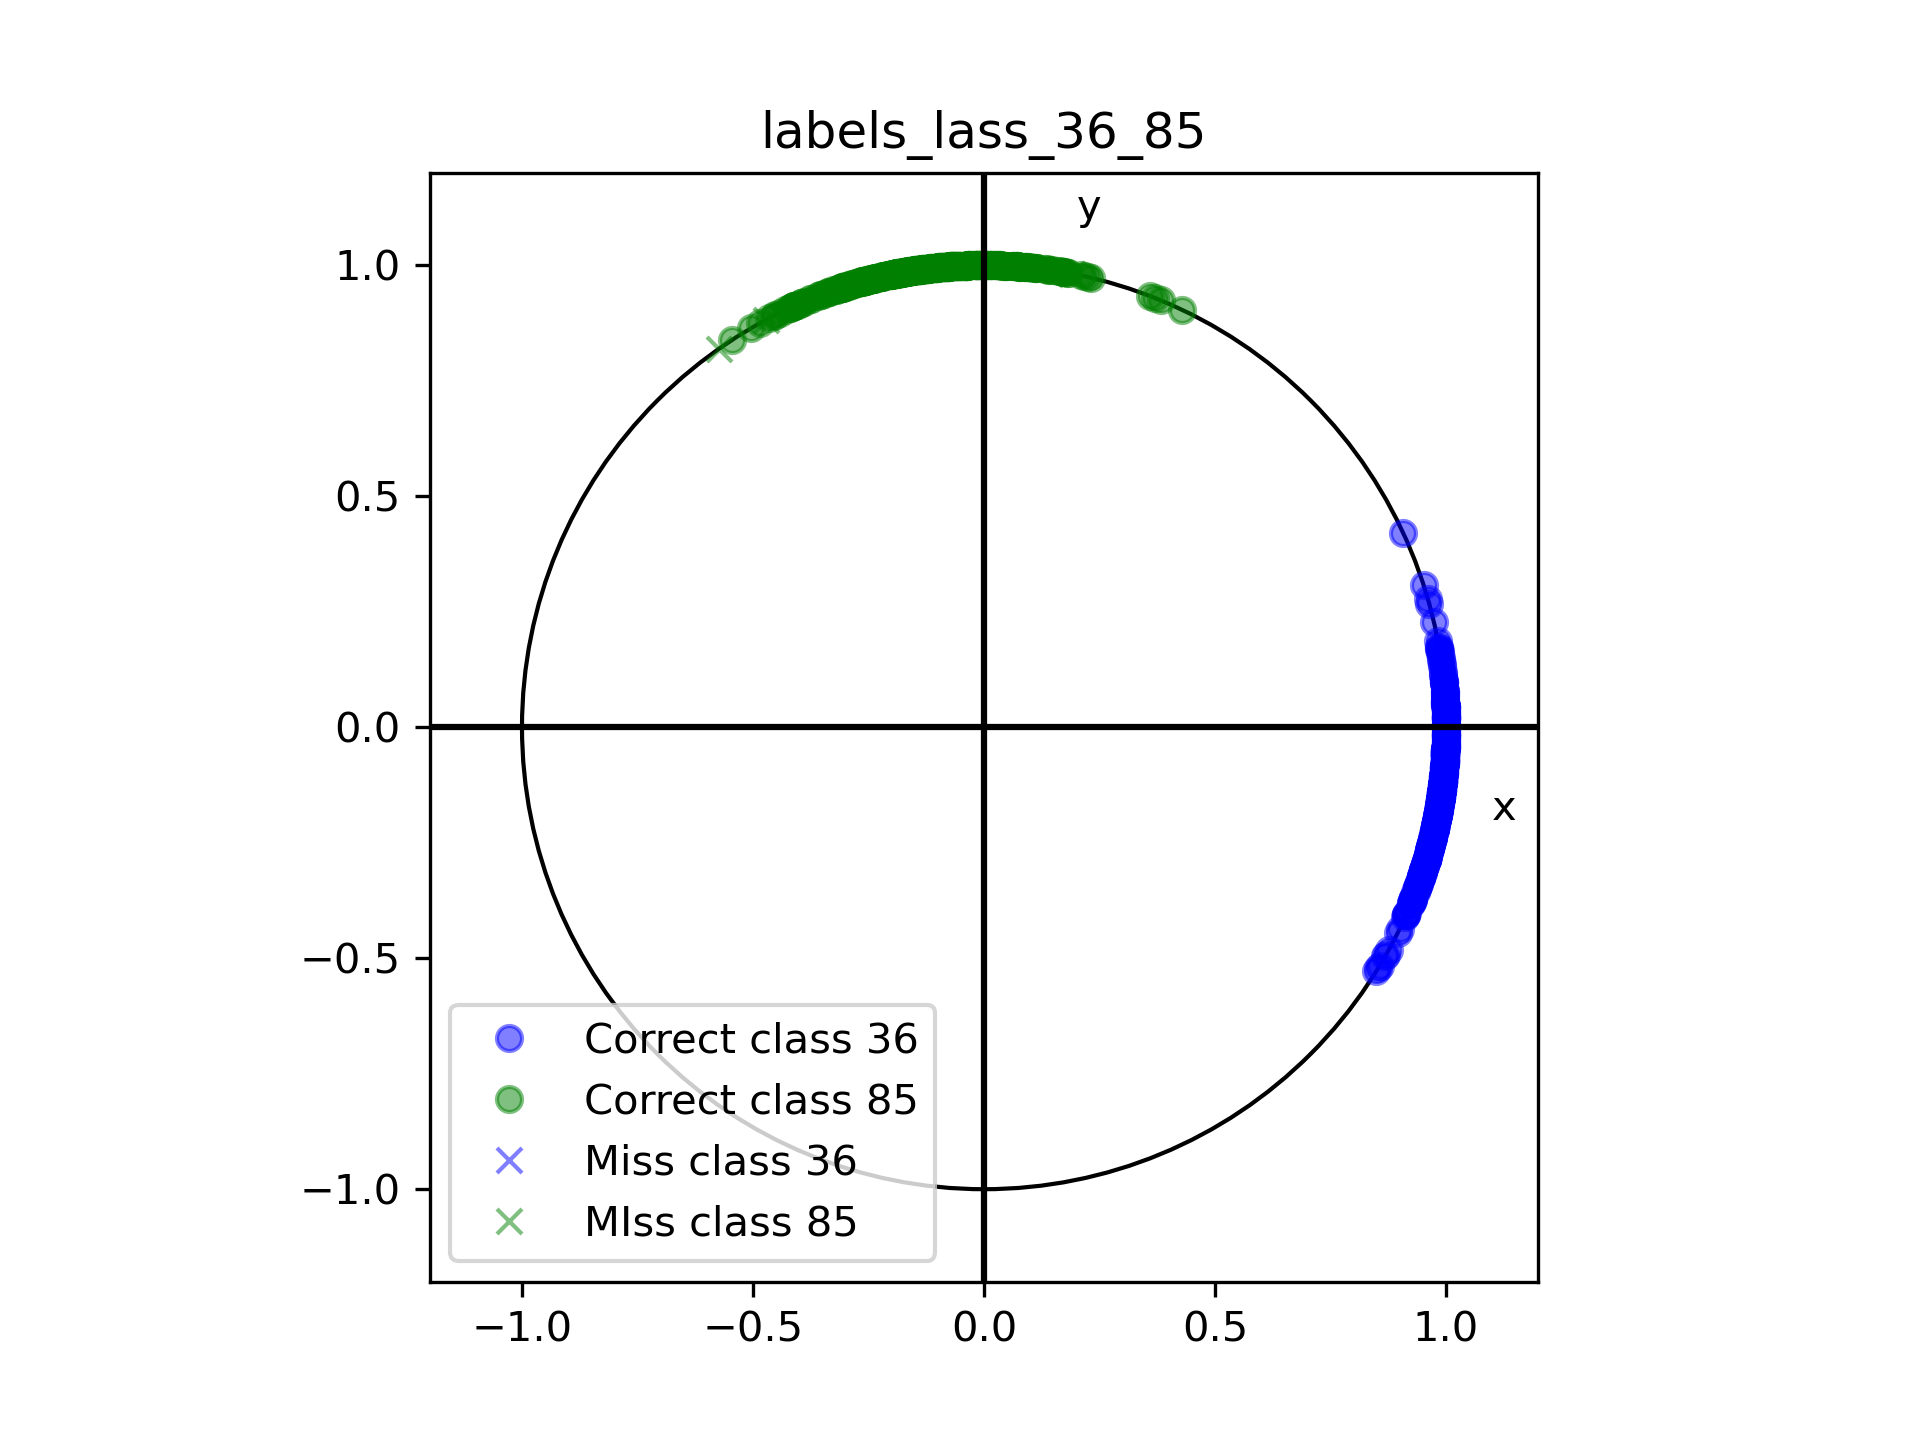 labels_lass_36_85
y
1.0
0.5
0.0
−0.5
−1.0
x
Correct class 36
Correct class 85
Miss class 36
MIss class 85
−1.0 −0.5 0.0 0.5 1.0